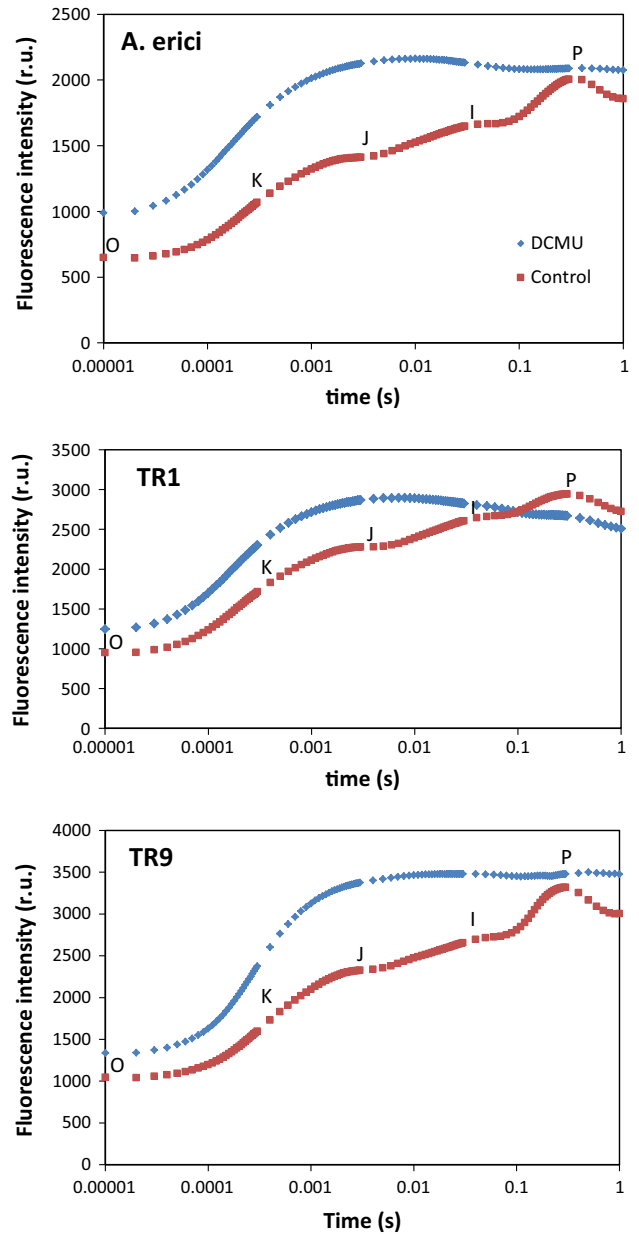 A. erici
Fluorescence intensity (r.u.)
2500
2000
1500
1000
500
0
O
K
J
I
P
DCMU
Control
0.00001
0.0001
0.001
0.01
0.1
1
time (s)
TR1
Fluorescence intensity (r.u.)
3500
3000
2500
2000
1500
1000
500
0
O
K
J
I
P
0.00001
0.0001
0.001
0.01
0.1
1
time (s)
TR9
Fluorescence intensity (r.u.)
4000
3500
3000
2500
2000
1500
1000
500
0
O
K
J
I
P
0.00001
0.0001
0.001
0.01
0.1
1
Time (s)